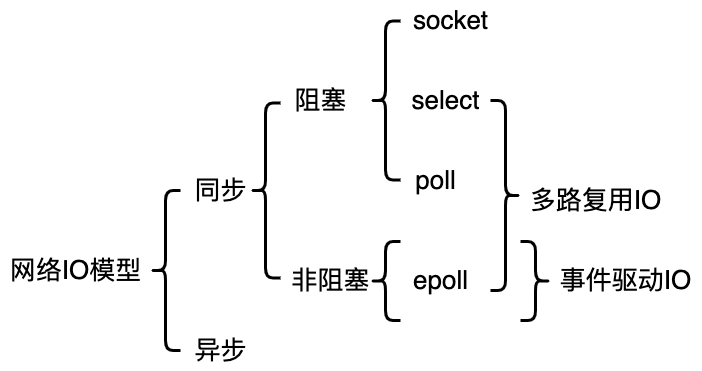 网络IO模型
同步
阻塞
socket
select
poll
非阻塞
epoll
多路复用IO
事件驱动IO
异步